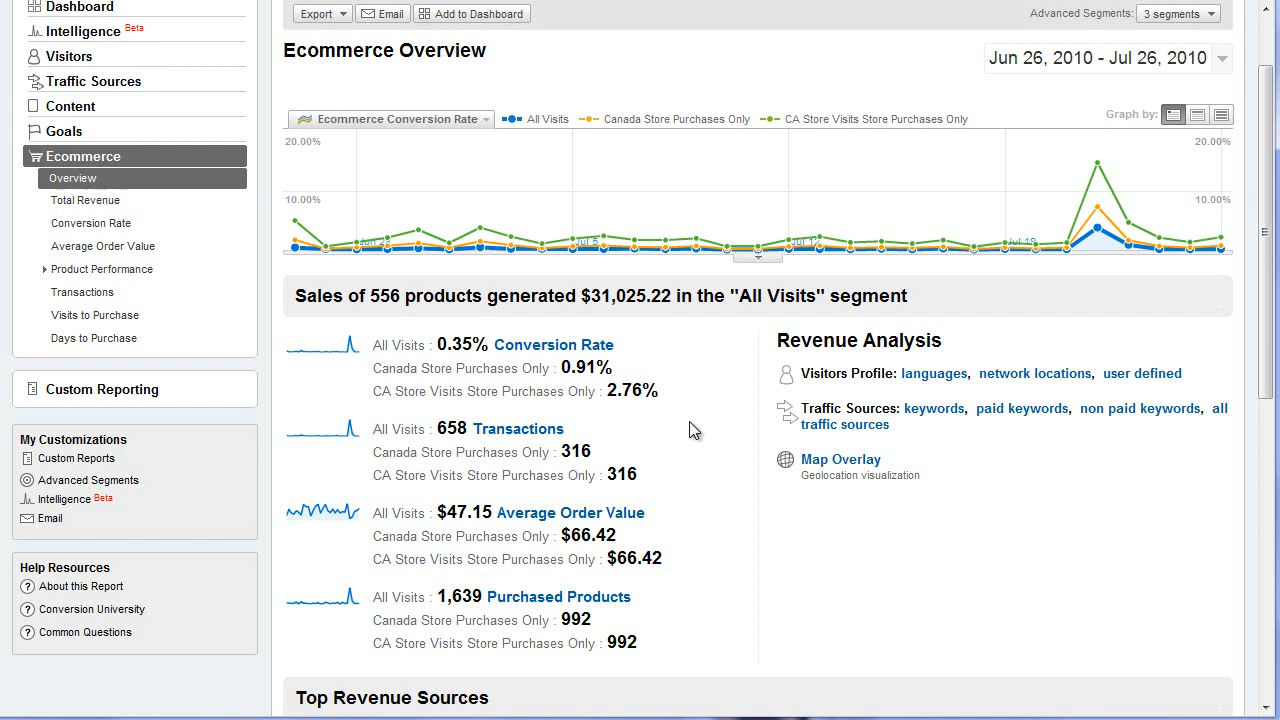 Dashboard
Intelligence Beta
Visitors
Traffic Sources
Content
Goals
Ecommerce
Overview
Total Revenue
Conversion Rate
Average Order Value
Product Performance
Transactions
Visits to Purchase
Days to Purchase
Custom Reporting
My Customizations
Custom Reports
Advanced Segments
Intelligence Beta
Email
Help Resources
About this Report
Conversion University
Common Questions
Export Email Add to Dashboard
Advanced Segments: 3 segments
Ecommerce Overview
Jun 26, 2010 - Jul 26, 2010
Ecommerce Conversion Rate All Visits Canada Store Purchases Only CA Store Visits Store Purchases Only
Graph by:
20.00% 20.00%
10.00% 10.00%
Jul 5 Jul 18
Sales of 556 products generated $31,025.22 in the "All Visits" segment
All Visits : 0.35% Conversion Rate
Canada Store Purchases Only : 0.91%
CA Store Visits Store Purchases Only : 2.76%
All Visits : 658 Transactions
Canada Store Purchases Only : 316
CA Store Visits Store Purchases Only : 316
All Visits : $47.15 Average Order Value
Canada Store Purchases Only : $66.42
CA Store Visits Store Purchases Only : $66.42
All Visits : 1,639 Purchased Products
Canada Store Purchases Only : 992
CA Store Visits Store Purchases Only : 992
Revenue Analysis
Visitors Profile: languages, network locations, user defined
Traffic Sources: keywords, paid keywords, non paid keywords, all
traffic sources
Map Overlay
Geolocation visualization
Top Revenue Sources